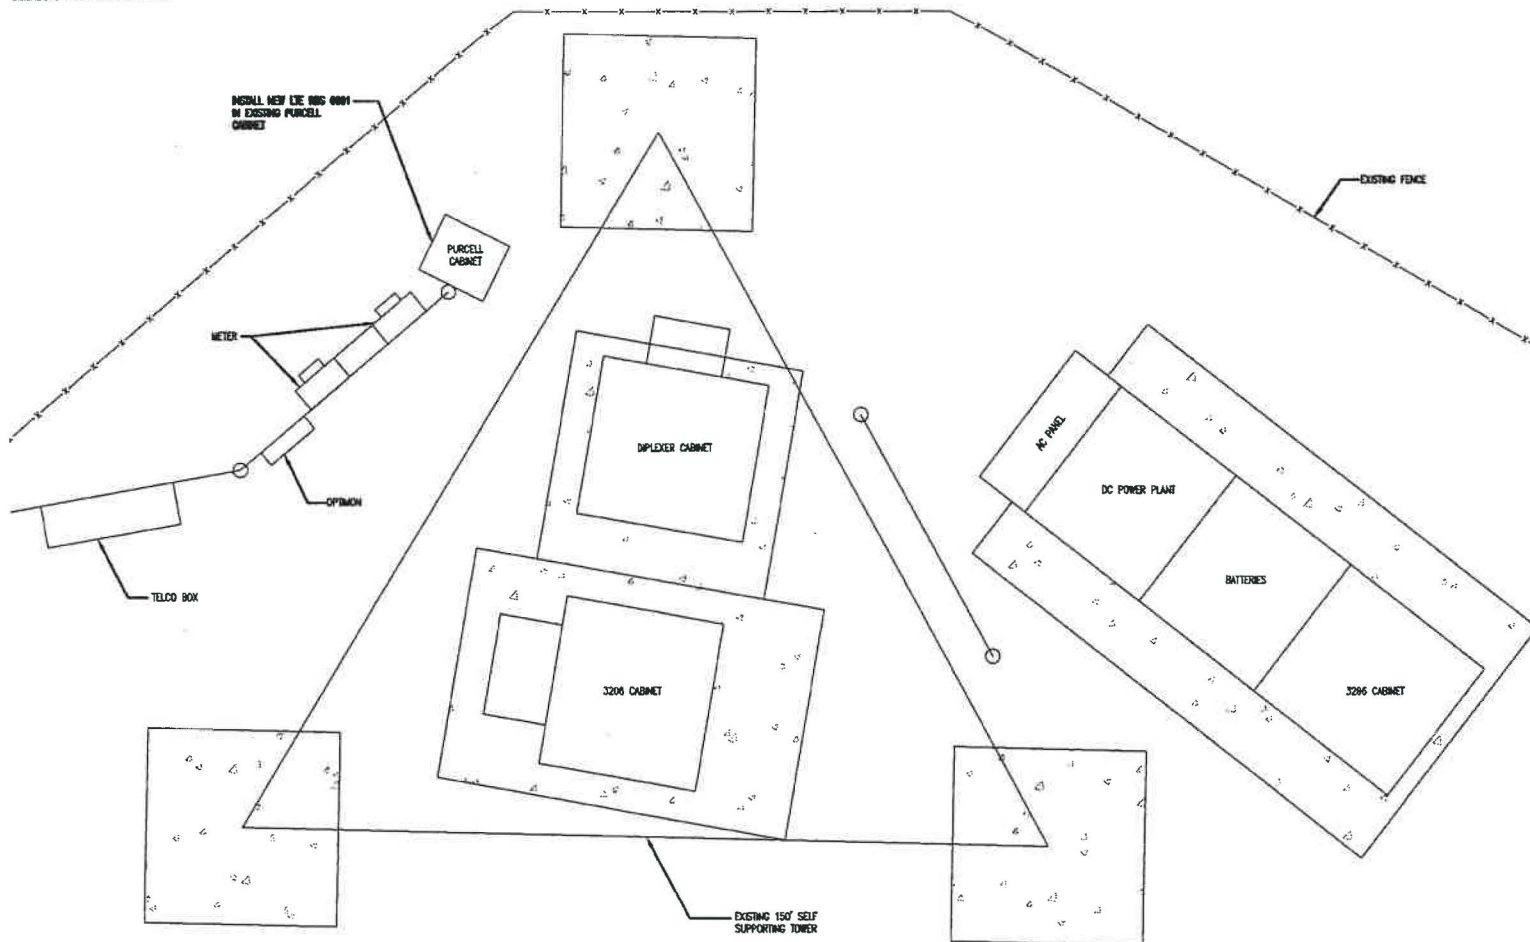 INSTALL NEW LTE RBS 6601
IN EXISTING PURCELL
CABINET
EXISTING FENCE
PURCELL
CABINET
METER
DIPLEXER CABINET
AC PANEL
DC POWER PLANT
OPTIMON
BATTERIES
TELCO BOX
3206 CABINET
3206 CABINET
EXISTING 150' SELF
SUPPORTING TOWER